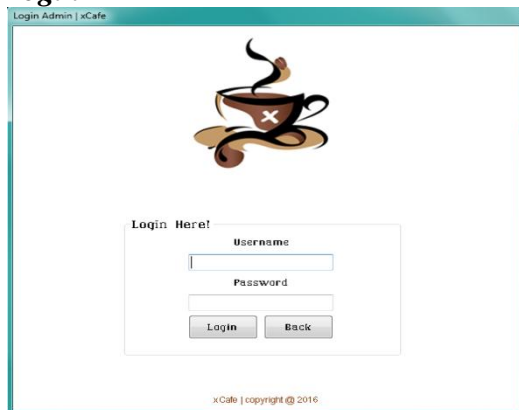 Login Admin | xCafe
x
Login Here!
Username
Password
Login Back
xCafe | copyright @ 2016